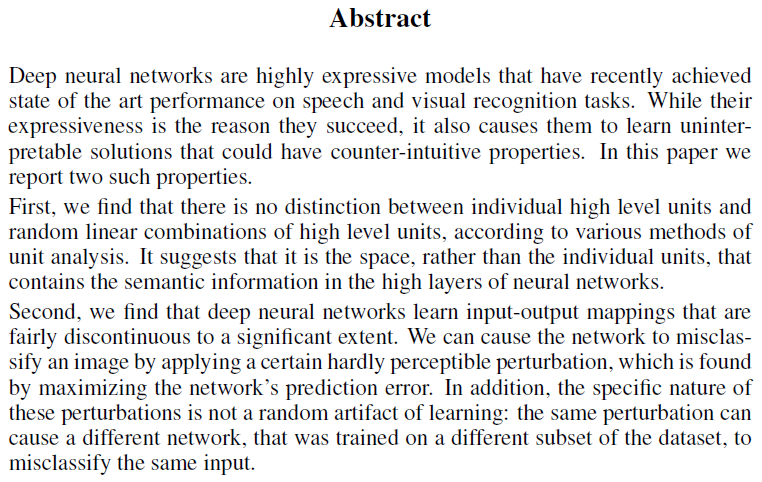 Abstract
Deep neural networks are highly expressive models that have recently achieved
state of the art performance on speech and visual recognition tasks. While their
expressiveness is the reason they succeed, it also causes them to learn uninter-
pretable solutions that could have counter-intuitive properties. In this paper we
report two such properties.
First, we find that there is no distinction between individual high level units and
random linear combinations of high level units, according to various methods of
unit analysis. It suggests that it is the space, rather than the individual units, that
contains the semantic information in the high layers of neural networks.
Second, we find that deep neural networks learn input-output mappings that are
fairly discontinuous to a significant extent. We can cause the network to misclas-
sify an image by applying a certain hardly perceptible perturbation, which is found
by maximizing the network's prediction error. In addition, the specific nature of
these perturbations is not a random artifact of learning: the same perturbation can
cause a different network, that was trained on a different subset of the dataset, to
misclassify the same input.